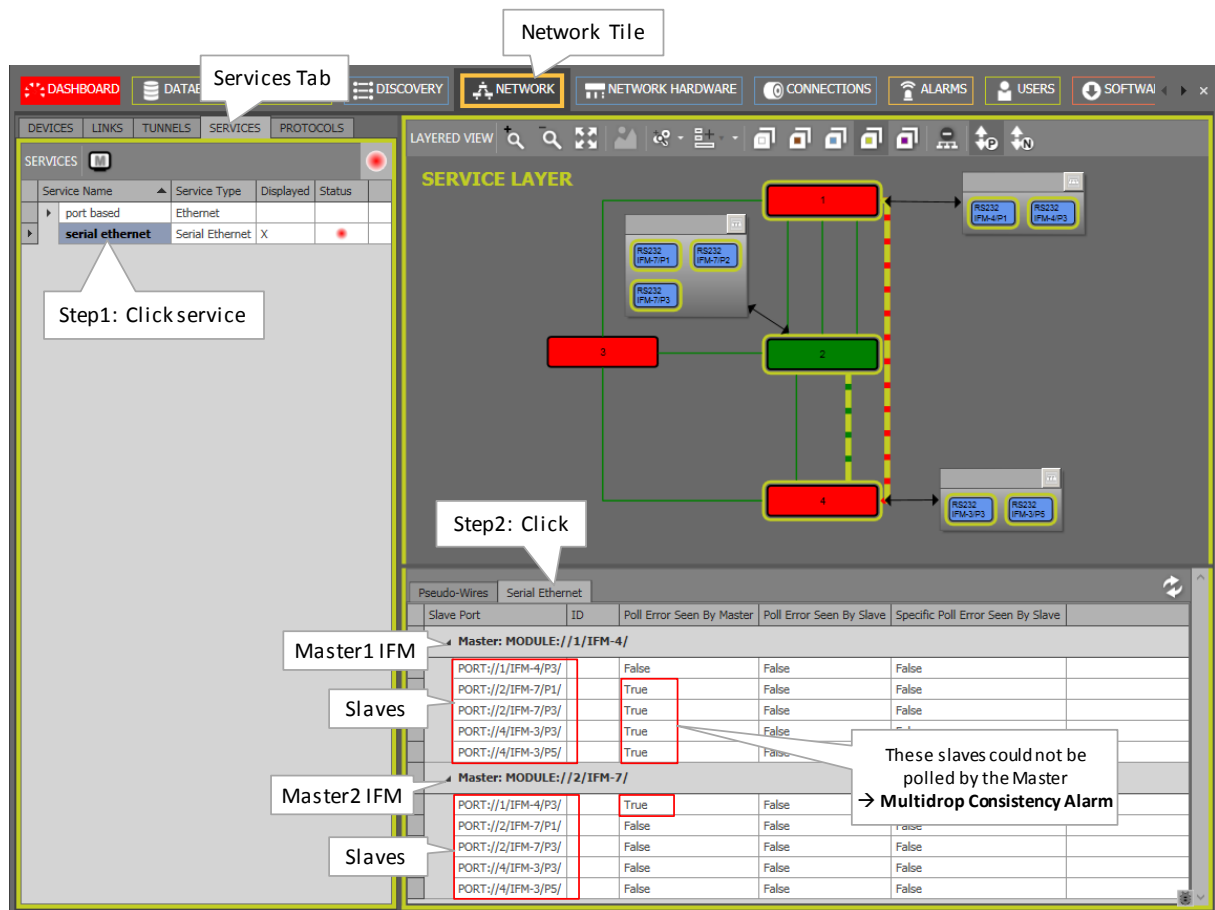 Network Tile
Services Tab
DASHBOARD
DATAB
DISCOVERY
NETWORK
NETWORK HARDWARE
CONNECTIONS
ALARMS
USERS
SOFTWA
DEVICES LINKS TUNNELS SERVICES PROTOCOLS
SERVICES M
Service Name Service Type Displayed Status
port based Ethernet
serial ethernet Serial Ethernet X
Step1: Click service
LAYERED VIEW
P
N
SERVICE LAYER
1
RS232
IFM-4/P1
RS232
IFM-4/P3
RS232
IFM-7/P1
RS232
IFM-7/P2
RS232
IFM-7/P3
3
2
4
RS232
IFM-3/P3
RS232
IFM-3/P5
Step2: Click
Pseudo-Wires Serial Ethernet
Slave Port ID Poll Error Seen By Master Poll Error Seen By Slave Specific Poll Error Seen By Slave
Master1 IFM
Master: MODULE://1/IFM-4/
PORT://1/IFM-4/P3/ False False False
PORT://2/IFM-7/P1/ True False False
Slaves
PORT://2/IFM-7/P3/ True False False
PORT://4/IFM-3/P3/ True False
PORT://4/IFM-3/P5/ True False
These slaves could not be
polled by the Master
→ Multidrop Consistency Alarm
Master2 IFM
Master: MODULE://2/IFM-7/
PORT://1/IFM-4/P3/ True False
PORT://2/IFM-7/P1/ False False False
Slaves
PORT://2/IFM-7/P3/ False False False
PORT://4/IFM-3/P3/ False False False
PORT://4/IFM-3/P5/ False False False